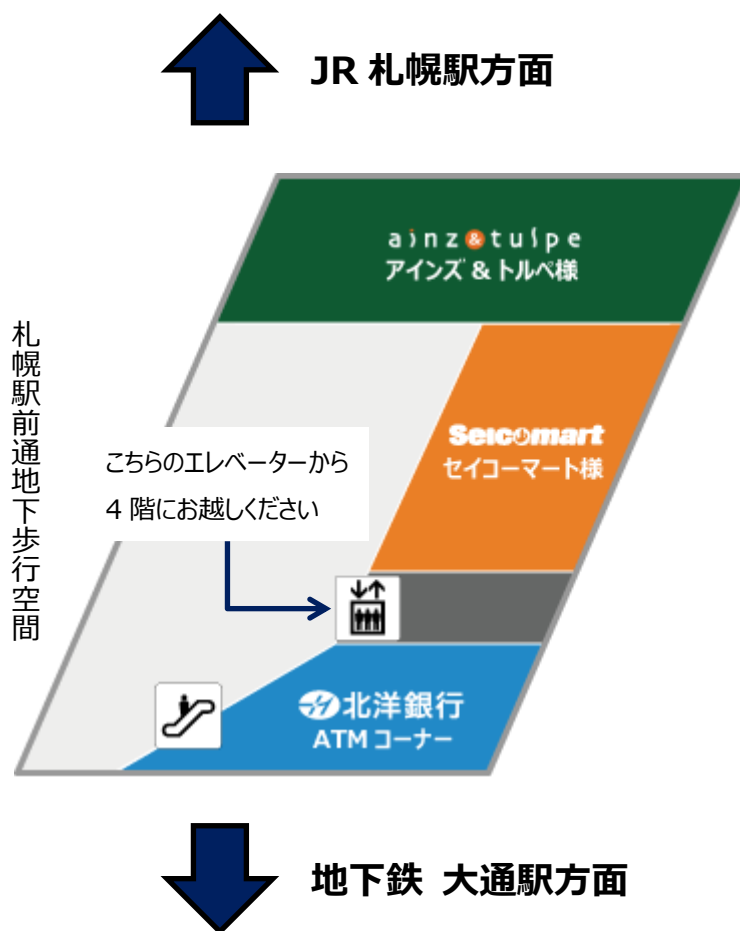 JR 札幌駅方面
ainz&tulpe
アインズ & トルペ様
札幌駅前通地下歩行空間
Seicomart
セイコーマート様
こちらのエレベーターから
4 階にお越しください
北洋銀行
ATM コーナー
地下鉄 大通駅方面